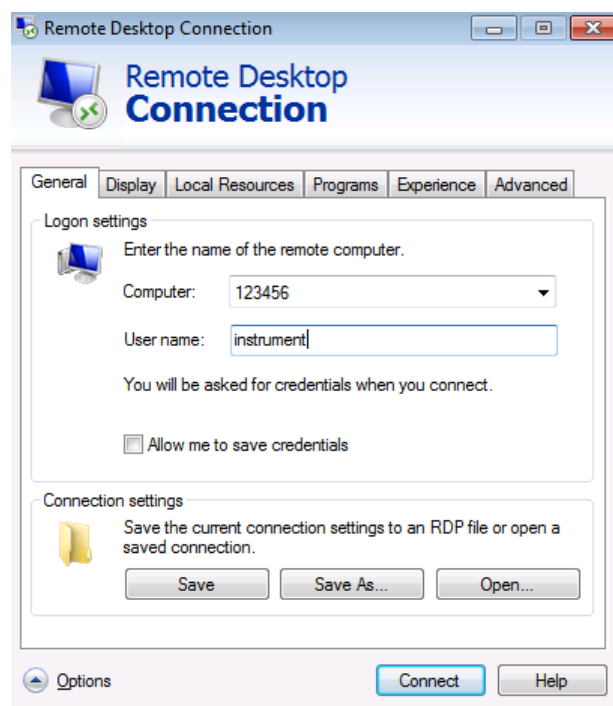 Remote Desktop Connection
Remote Desktop
Connection
General Display Local Resources Programs Experience Advanced
Logon settings
Enter the name of the remote computer.
Computer: 123456
User name: instrument
You will be asked for credentials when you connect.
Allow me to save credentials
Connection settings
Save the current connection settings to an RDP file or open a
saved connection.
Save Save As... Open...
Options Connect Help